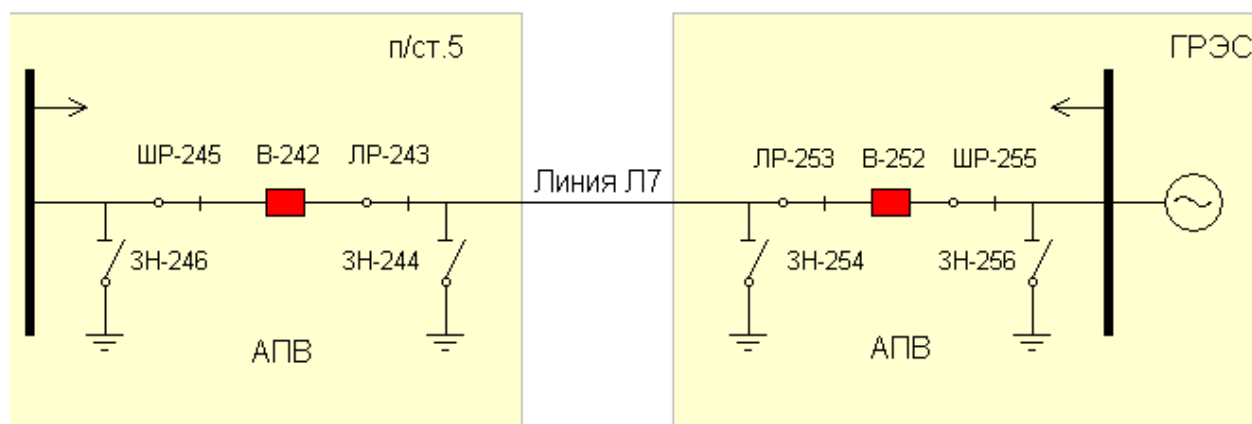 п/ст.5
ГРЭС
ШР-245
В-242
ЛР-243
Линия Л7
ЛР-253
В-252
ШР-255
ЗН-246
ЗН-244
ЗН-254
ЗН-256
АПВ
АПВ